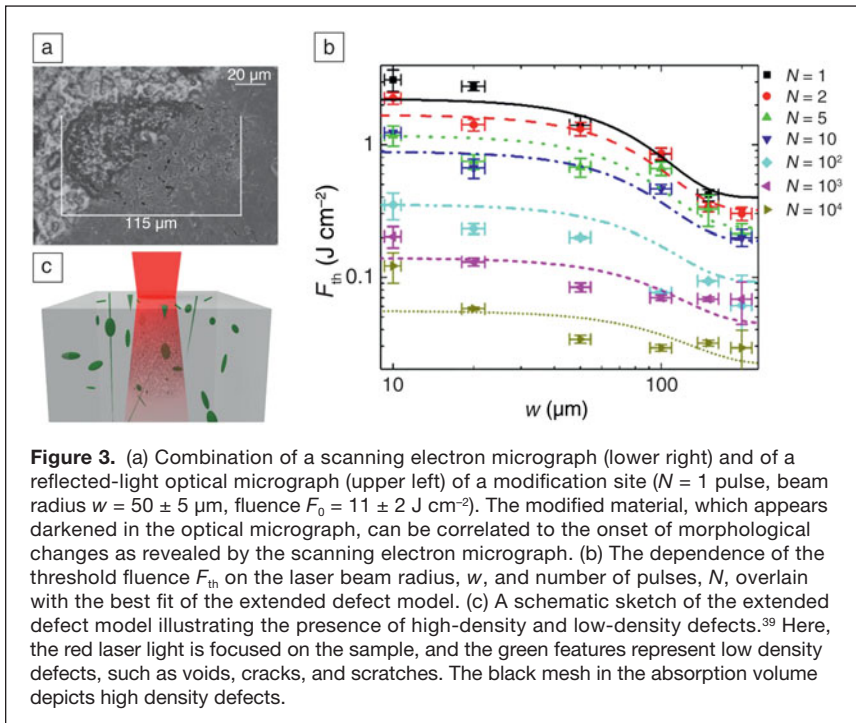 a
20 µm
115 µm
c
b
F_th (J cm⁻²)
1
0.1
10
100
w (µm)
N = 1
N = 2
N = 5
N = 10
N = 10²
N = 10³
N = 10⁴
Figure 3. (a) Combination of a scanning electron micrograph (lower right) and of a
reflected-light optical micrograph (upper left) of a modification site (N = 1 pulse, beam
radius w = 50 ± 5 µm, fluence F₀ = 11 ± 2 J cm⁻²). The modified material, which appears
darkened in the optical micrograph, can be correlated to the onset of morphological
changes as revealed by the scanning electron micrograph. (b) The dependence of the
threshold fluence F_th on the laser beam radius, w, and number of pulses, N, overlain
with the best fit of the extended defect model. (c) A schematic sketch of the extended
defect model illustrating the presence of high-density and low-density defects.³⁹ Here,
the red laser light is focused on the sample, and the green features represent low density
defects, such as voids, cracks, and scratches. The black mesh in the absorption volume
depicts high density defects.